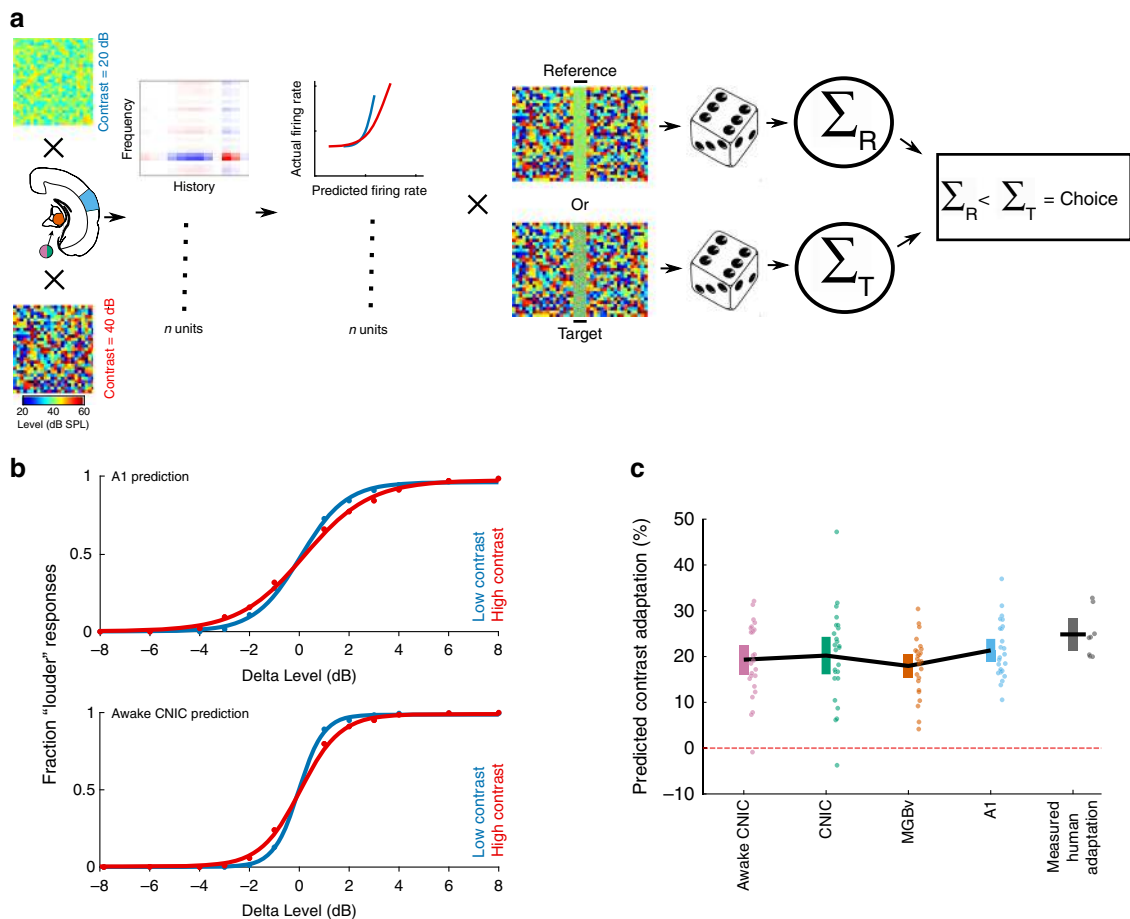 a
Contrast = 20 dB
Contrast = 40 dB
20 40 60
Level (dB SPL)
Frequency
History
n units
Actual firing rate
Predicted firing rate
n units
Reference
Or
Target
ΣR
ΣT
ΣR < ΣT = Choice
b
A1 prediction
Fraction “louder” responses
1
0.5
0
−8 −6 −4 −2 0 2 4 6 8
Delta Level (dB)
Low contrast
High contrast
Awake CNIC prediction
1
0.5
0
−8 −6 −4 −2 0 2 4 6 8
Delta Level (dB)
Low contrast
High contrast
c
Predicted contrast adaptation (%)
50
40
30
20
10
0
−10
Awake CNIC
CNIC
MGBv
A1
Measured
human
adaptation